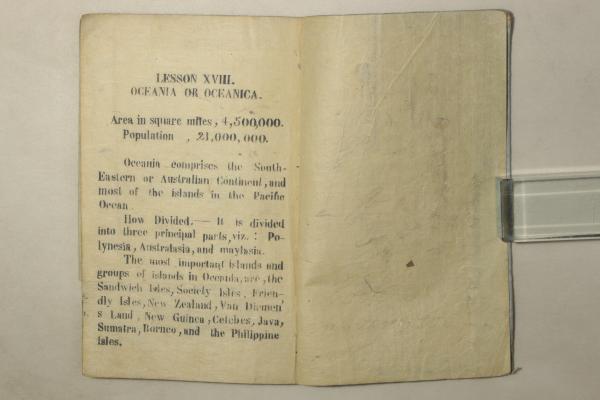 LESSON XVIII.
OCEANIA OR OCEANICA.
Area in square miles, 4,500,000.
Population , 21,000,000.
Oceania comprises the South-
Eastern or Australian Continent, and
most of the islands in the Pacific
Ocean
How Divided.— It is divided
into three principal parts, viz. : Po-
lynesia, Australasia, and maylasia.
The most important islands and
groups of islands in Oceania, are, the
Sandwich Isles, Society Isles, Frien-
dly Isles, New Zealand, Van Diemen'
s Land, New Guinea, Celebes, Java,
Sumatra, Borneo, and the Philippine
isles.